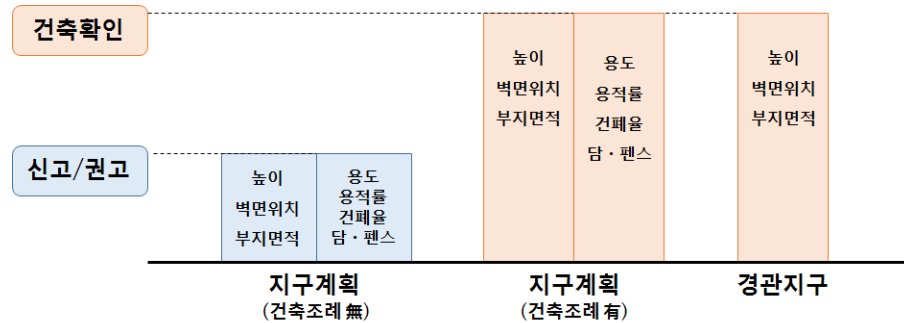 건축확인
신고/권고
높이
벽면위치
부지면적
용도
용적률
건폐율
담・펜스
높이
벽면위치
부지면적
용도
용적률
건폐율
담・펜스
높이
벽면위치
부지면적
지구계획
(건축조례 無)
지구계획
(건축조례 有)
경관지구